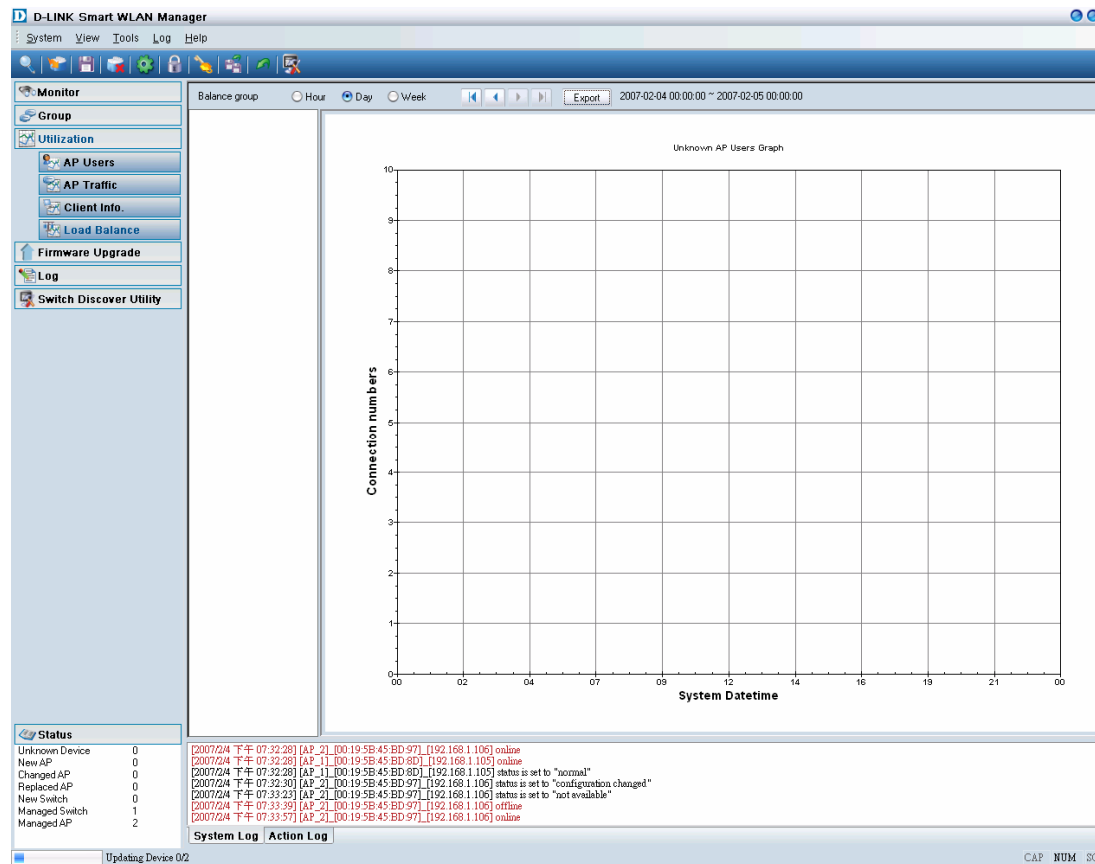 D-LINK Smart WLAN Manager
System View Tools Log Help
Monitor
Group
Utilization
AP Users
AP Traffic
Client Info.
Load Balance
Firmware Upgrade
Log
Switch Discover Utility
Balance group Hour Day Week Export 2007-02-04 00:00:00 ~ 2007-02-05 00:00:00
Unknown AP Users Graph
10
9
8
7
6
5
4
3
2
1
0
Connection numbers
00 02 04 07 09 12 14 16 19 21 00
System Datetime
Status
Unknown Device 0
New AP 0
Changed AP 0
Replaced AP 0
New Switch 0
Managed Switch 1
Managed AP 2
[2007/2/4 下午 07:32:28] [AP_2]_[00:19:5B:45:BD:97]_[192.168.1.106] online
[2007/2/4 下午 07:32:28] [AP_1]_[00:19:5B:45:BD:8D]_[192.168.1.105] online
[2007/2/4 下午 07:32:28] [AP_1]_[00:19:5B:45:BD:8D]_[192.168.1.105] status is set to "normal"
[2007/2/4 下午 07:32:30] [AP_2]_[00:19:5B:45:BD:97]_[192.168.1.106] status is set to "configuration changed"
[2007/2/4 下午 07:33:23] [AP_2]_[00:19:5B:45:BD:97]_[192.168.1.106] status is set to "not available"
[2007/2/4 下午 07:33:39] [AP_2]_[00:19:5B:45:BD:97]_[192.168.1.106] offline
[2007/2/4 下午 07:33:57] [AP_2]_[00:19:5B:45:BD:97]_[192.168.1.106] online
System Log Action Log
Updating Device 0/2 CAP NUM